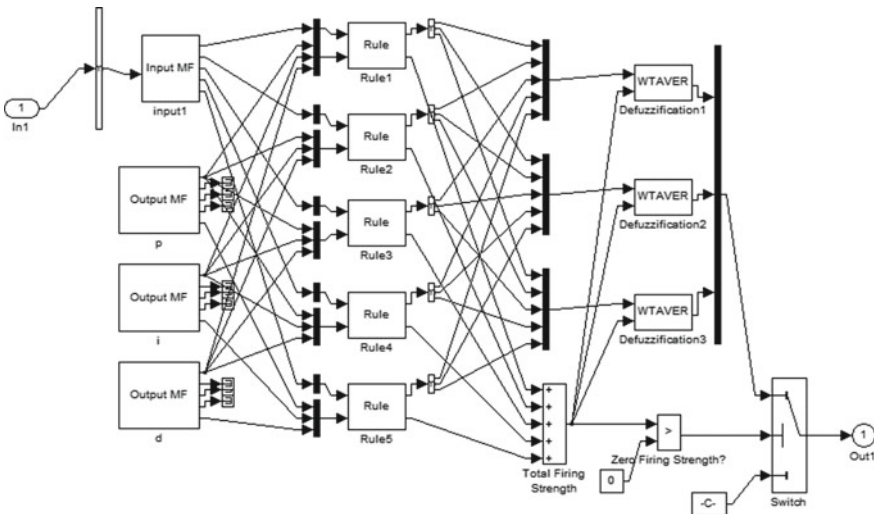 1
In1
Input MF
input1
Output MF
p
Output MF
i
Output MF
d
Rule
Rule1
Rule
Rule2
Rule
Rule3
Rule
Rule4
Rule
Rule5
WTAVER
Defuzzification1
WTAVER
Defuzzification2
WTAVER
Defuzzification3
+
+
+
+
+
Total Firing
Strength
0
>
Zero Firing Strength?
-C-
Switch
1
Out1